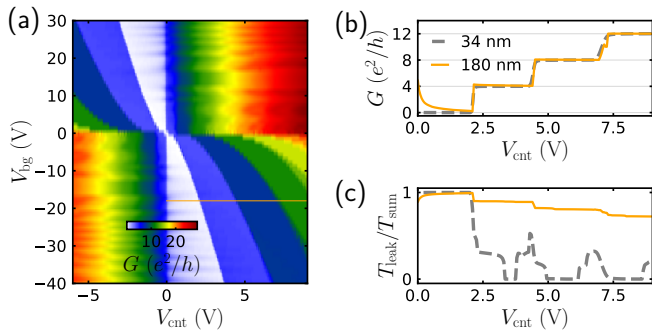 (a)
V_bg (V)
30
20
10
0
−10
−20
−30
−40
−5
0
5
V_cnt (V)
10 20
G (e²/h)
(b)
G (e²/h)
12
8
4
0
34 nm
180 nm
0.0 2.5 5.0 7.5
V_cnt (V)
(c)
T_leak/T_sum
1
0
0.0 2.5 5.0 7.5
V_cnt (V)